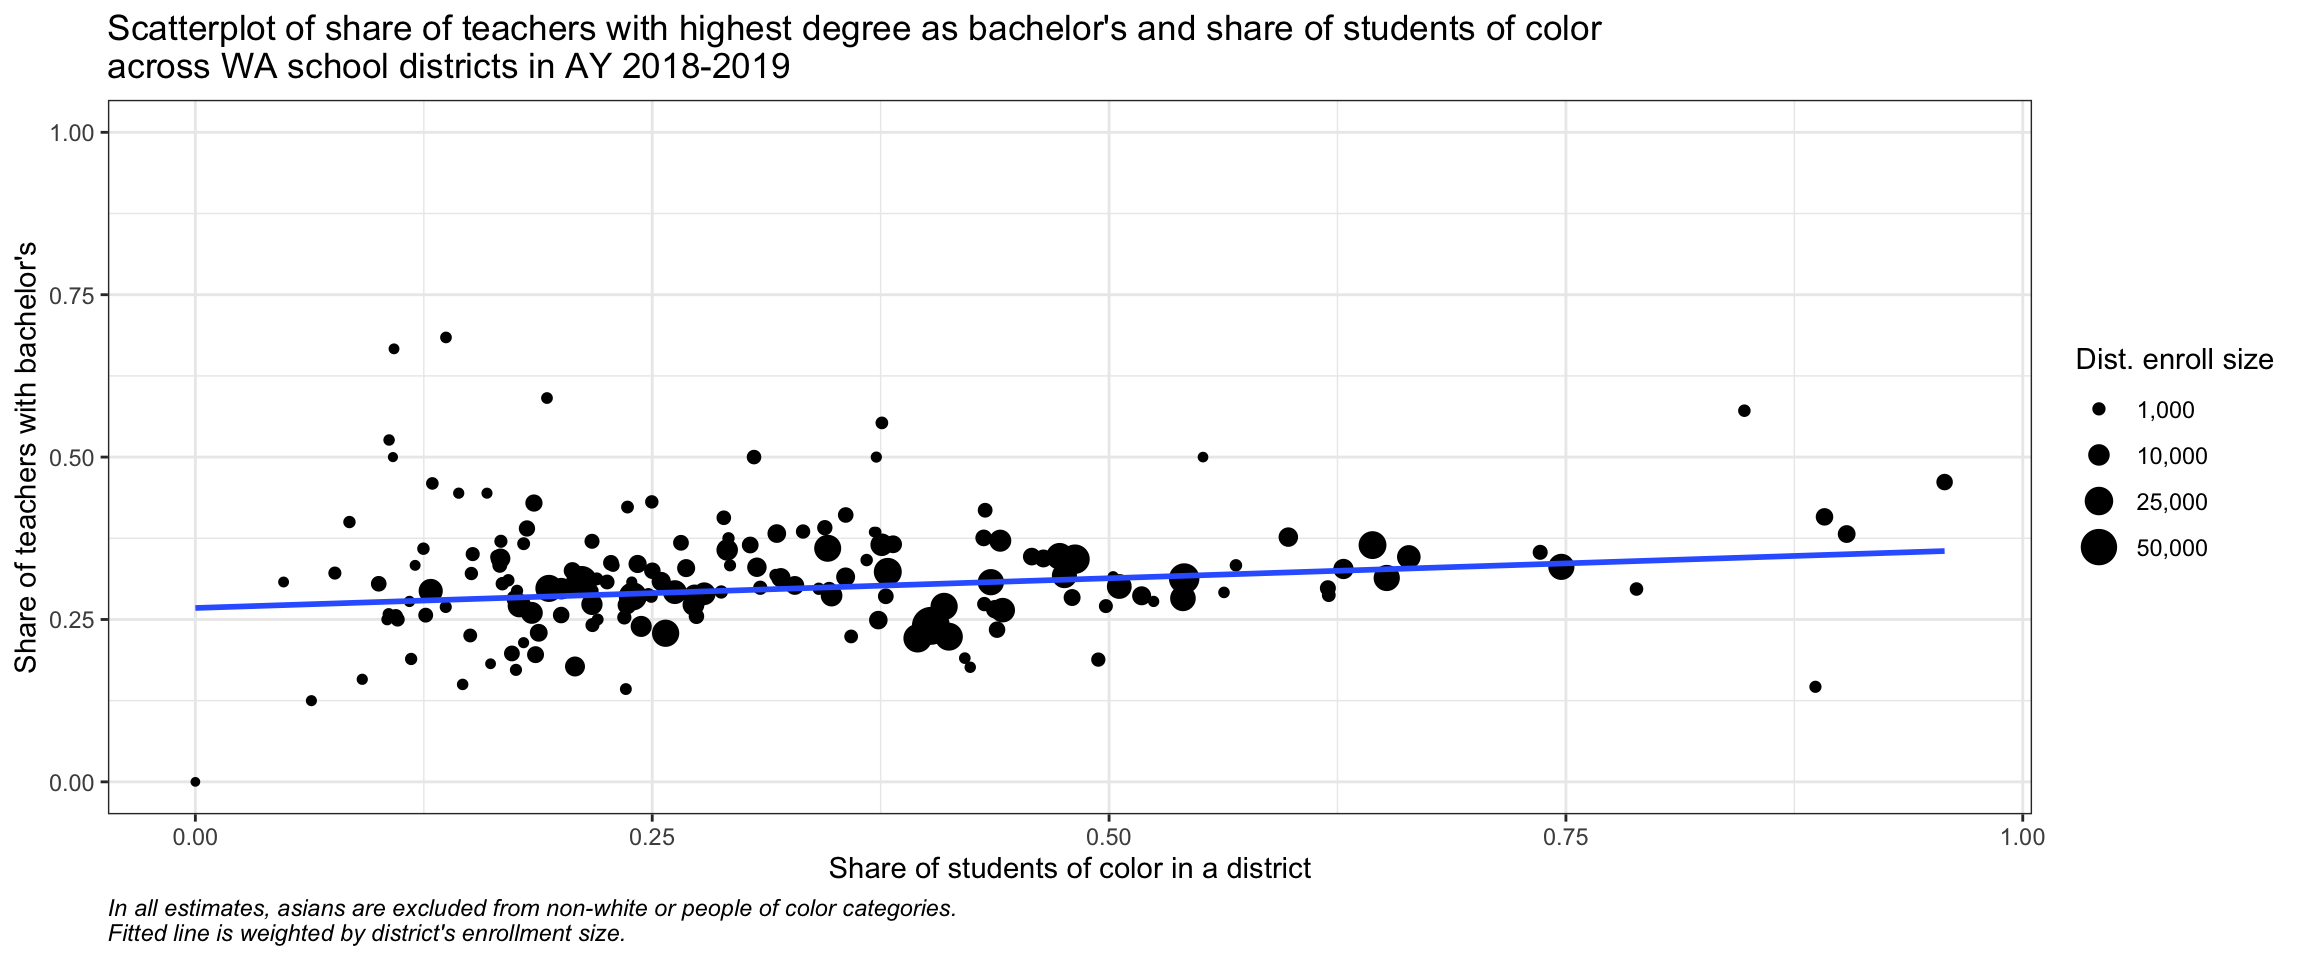 Scatterplot of share of teachers with highest degree as bachelor's and share of students of color
across WA school districts in AY 2018-2019
Share of teachers with bachelor's
1.00
0.75
0.50
0.25
0.00
0.00
0.25
0.50
0.75
1.00
Share of students of color in a district
Dist. enroll size
1,000
10,000
25,000
50,000
In all estimates, asians are excluded from non-white or people of color categories.
Fitted line is weighted by district's enrollment size.